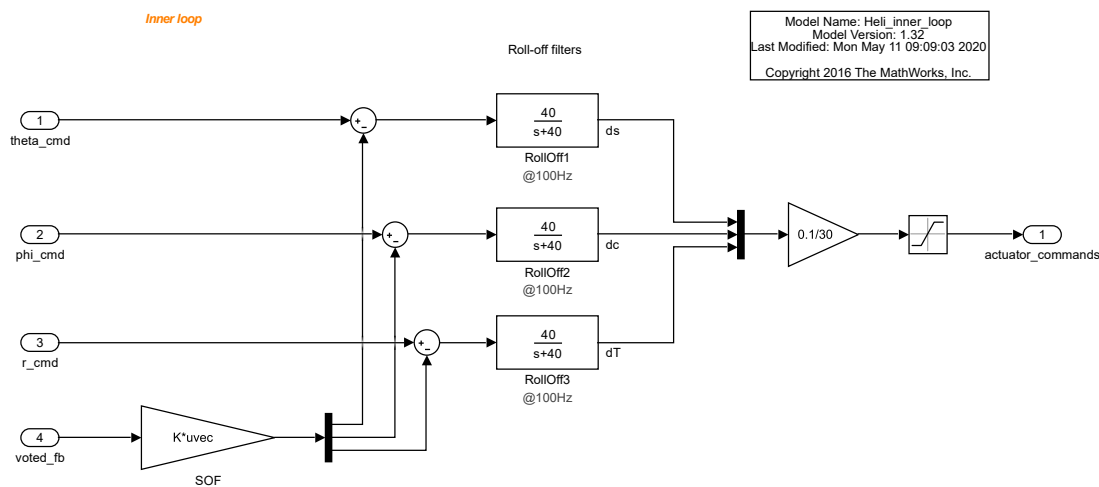 Inner loop
Model Name: Heli_inner_loop
Model Version: 1.32
Last Modified: Mon May 11 09:09:03 2020
Copyright 2016 The MathWorks, Inc.
Roll-off filters
1
theta_cmd
+
−
40
s+40
ds
RollOff1
@100Hz
2
phi_cmd
+
−
40
s+40
dc
RollOff2
@100Hz
0.1/30
1
actuator_commands
3
r_cmd
+
−
40
s+40
dT
RollOff3
@100Hz
4
voted_fb
K*uvec
SOF